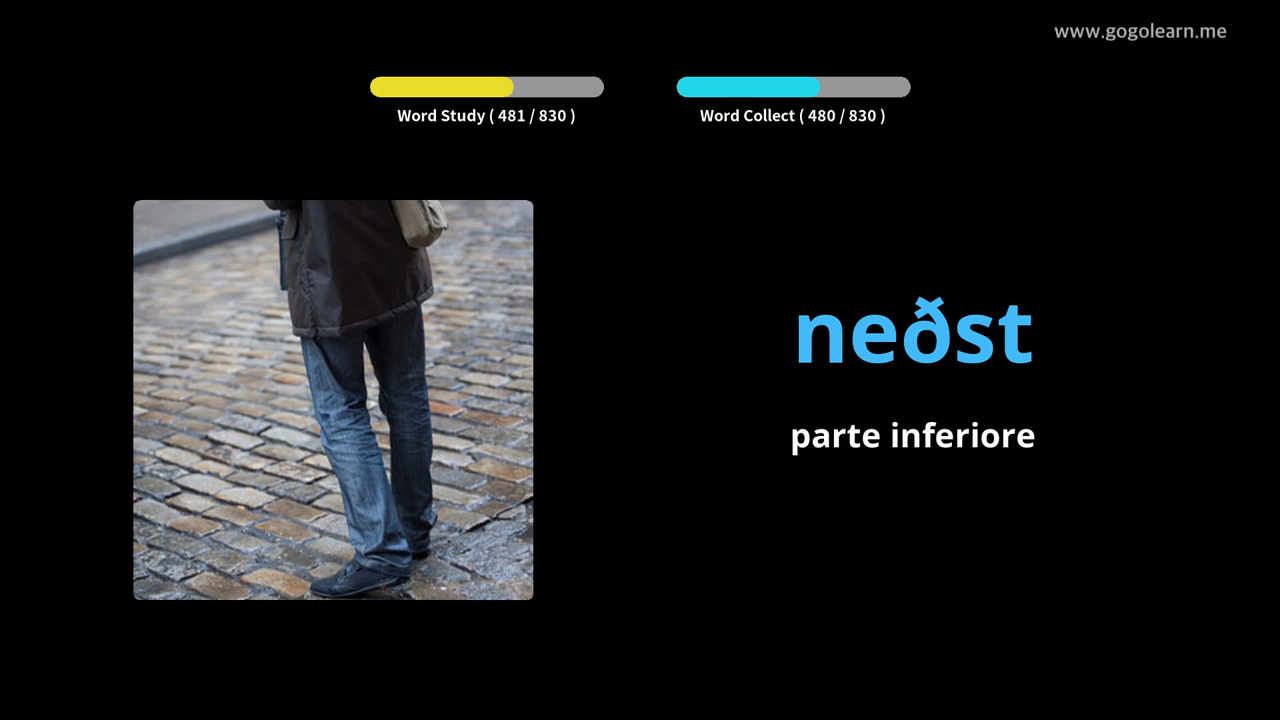 www.gogolearn.me
Word Study ( 481 / 830 )
Word Collect ( 480 / 830 )
neðst
parte inferiore